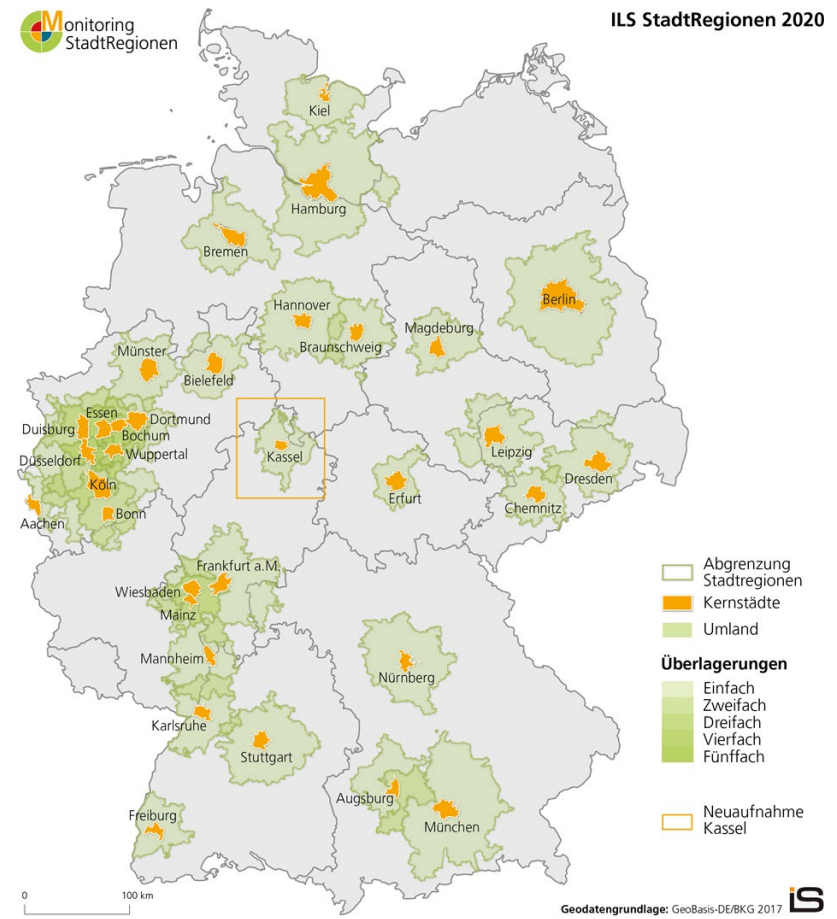 Monitoring
StadtRegionen
ILS StadtRegionen 2020
Kiel
Hamburg
Bremen
Berlin
Hannover
Braunschweig
Magdeburg
Münster
Bielefeld
Essen
Dortmund
Duisburg
Bochum
Düsseldorf
Wuppertal
Köln
Bonn
Aachen
Kassel
Leipzig
Dresden
Chemnitz
Erfurt
Frankfurt a.M.
Wiesbaden
Mainz
Mannheim
Nürnberg
Karlsruhe
Stuttgart
Augsburg
München
Freiburg
Abgrenzung
Stadtregionen
Kernstädte
Umland
Überlagerungen
Einfach
Zweifach
Dreifach
Vierfach
Fünffach
Neuaufnahme
Kassel
0 100 km
Geodatengrundlage: GeoBasis-DE/BKG 2017
ILS